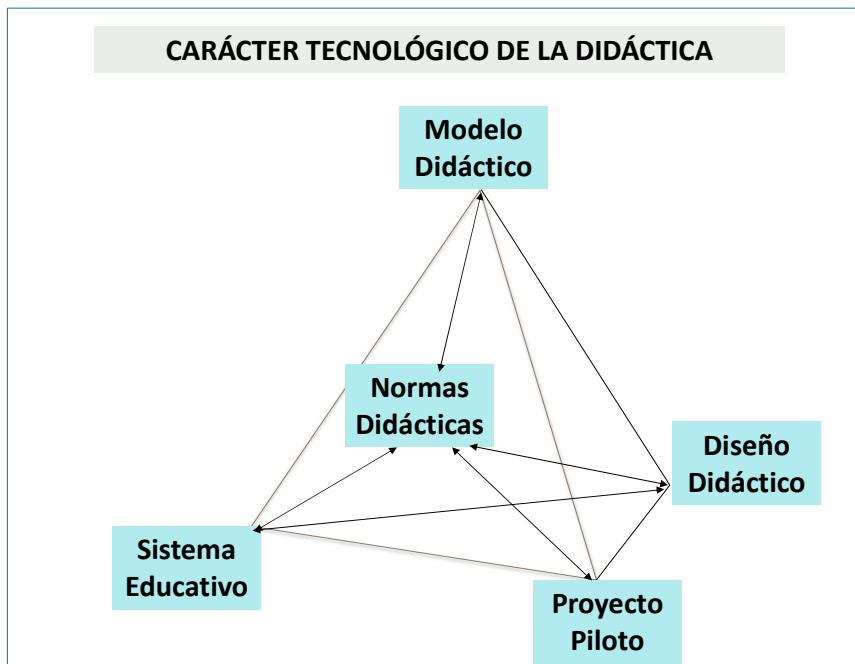 CARÁCTER TECNOLÓGICO DE LA DIDÁCTICA
Modelo
Didáctico
Normas
Didácticas
Diseño
Didáctico
Sistema
Educativo
Proyecto
Piloto